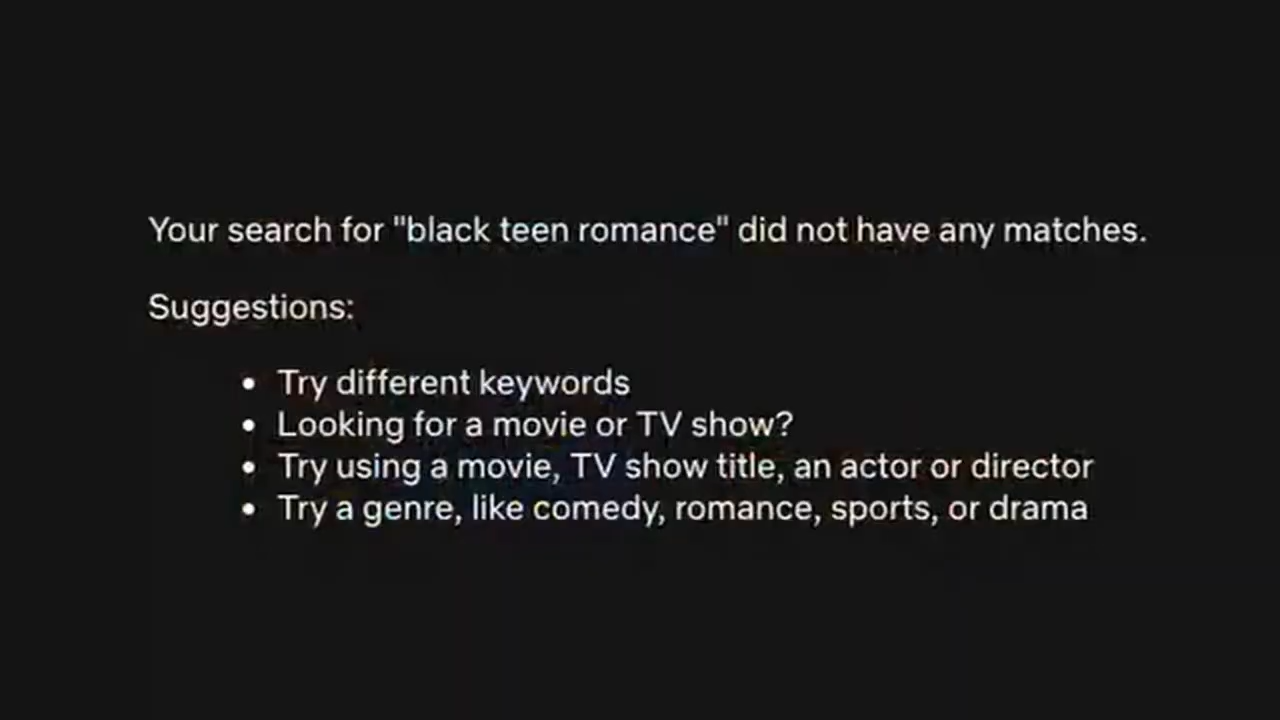 Your search for "black teen romance" did not have any matches.
Suggestions:
• Try different keywords
• Looking for a movie or TV show?
• Try using a movie, TV show title, an actor or director
• Try a genre, like comedy, romance, sports, or drama